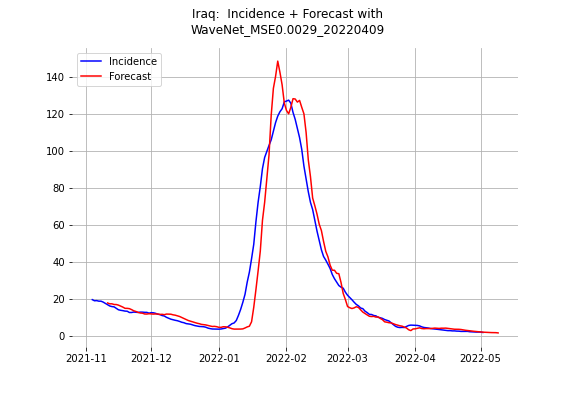 Iraq:  Incidence + Forecast with
WaveNet_MSE0.0029_20220409
Incidence
Forecast
140
120
100
80
60
40
20
0
2021-11 2021-12 2022-01 2022-02 2022-03 2022-04 2022-05